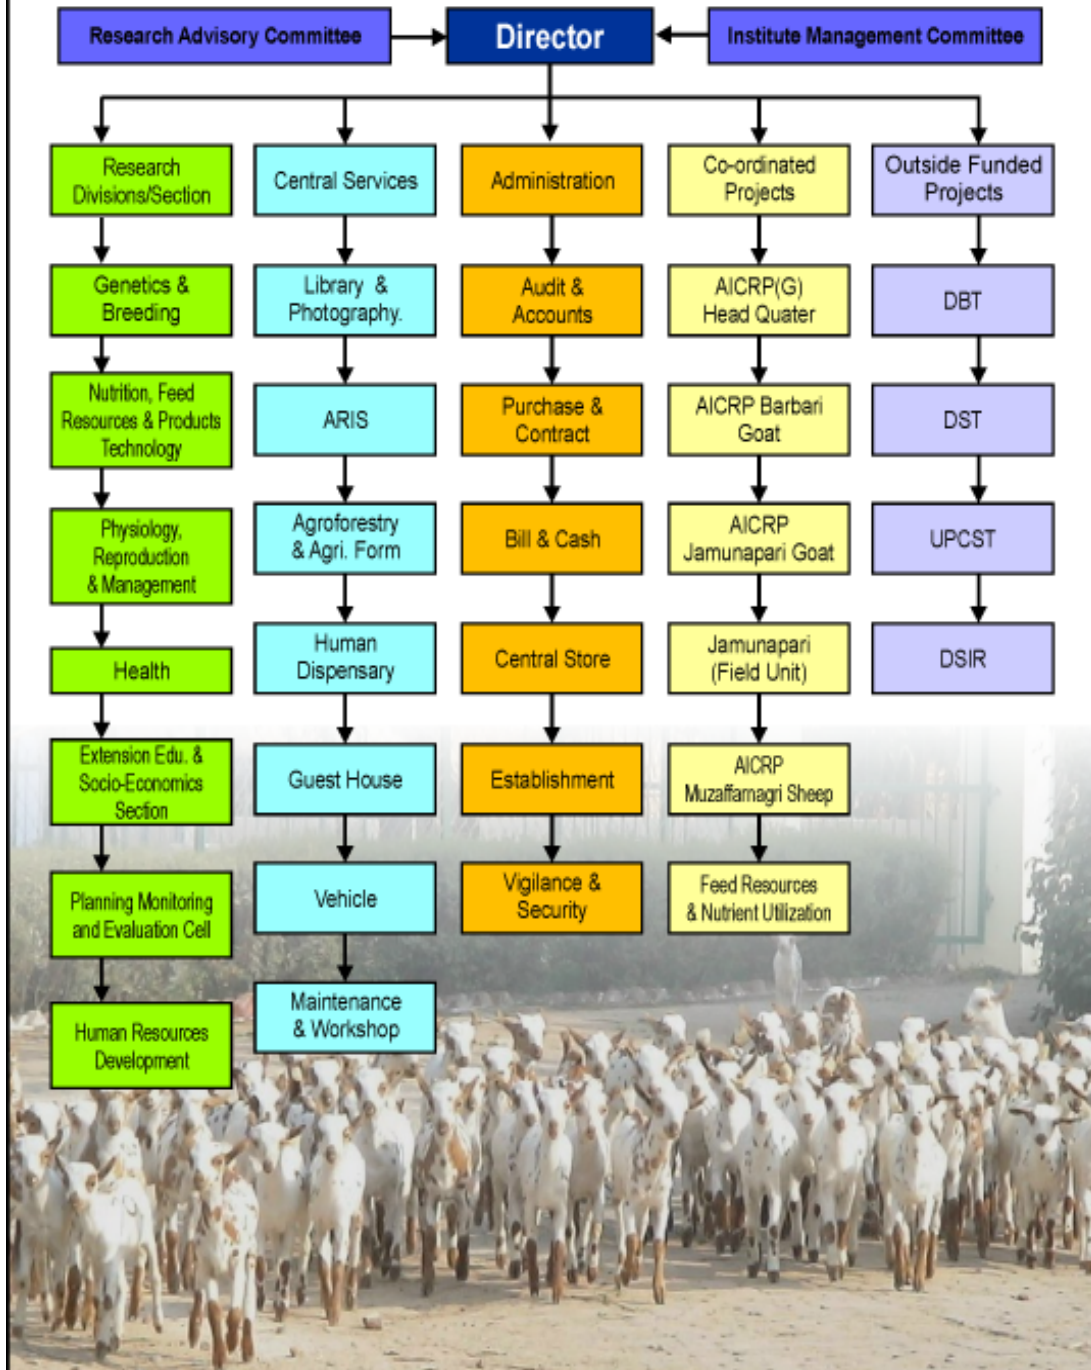 Research Advisory Committee
Director
Institute Management Committee
Research
Divisions/Section
Central Services
Administration
Co-ordinated
Projects
Outside Funded
Projects
Genetics &
Breeding
Library &
Photography.
Audit &
Accounts
AICRP(G)
Head Quater
DBT
Nutrition, Feed
Resources & Products
Technology
ARIS
Purchase &
Contract
AICRP Barbari
Goat
DST
Physiology,
Reproduction
& Management
Agroforestry
& Agri. Form
Bill & Cash
AICRP
Jamunapari Goat
UPCST
Health
Human
Dispensary
Central Store
Jamunapari
(Field Unit)
DSIR
Extension Edu. &
Socio-Economics
Section
Guest House
Establishment
AICRP
Muzaffarnagri Sheep
Planning Monitoring
and Evaluation Cell
Vehicle
Vigilance &
Security
Feed Resources
& Nutrient Utilization
Human Resources
Development
Maintenance
& Workshop